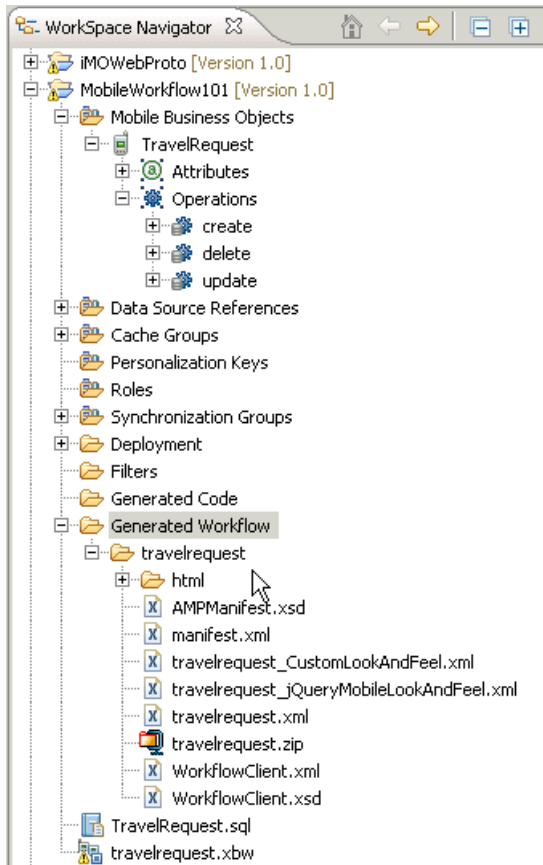 WorkSpace Navigator
iMOWebProto [Version 1.0]
MobileWorkflow101 [Version 1.0]
Mobile Business Objects
TravelRequest
Attributes
Operations
create
delete
update
Data Source References
Cache Groups
Personalization Keys
Roles
Synchronization Groups
Deployment
Filters
Generated Code
Generated Workflow
travelrequest
html
AMPManifest.xsd
manifest.xml
travelrequest_CustomLookAndFeel.xml
travelrequest_jQueryMobileLookAndFeel.xml
travelrequest.xml
travelrequest.zip
WorkflowClient.xml
WorkflowClient.xsd
TravelRequest.sql
travelrequest.xbw